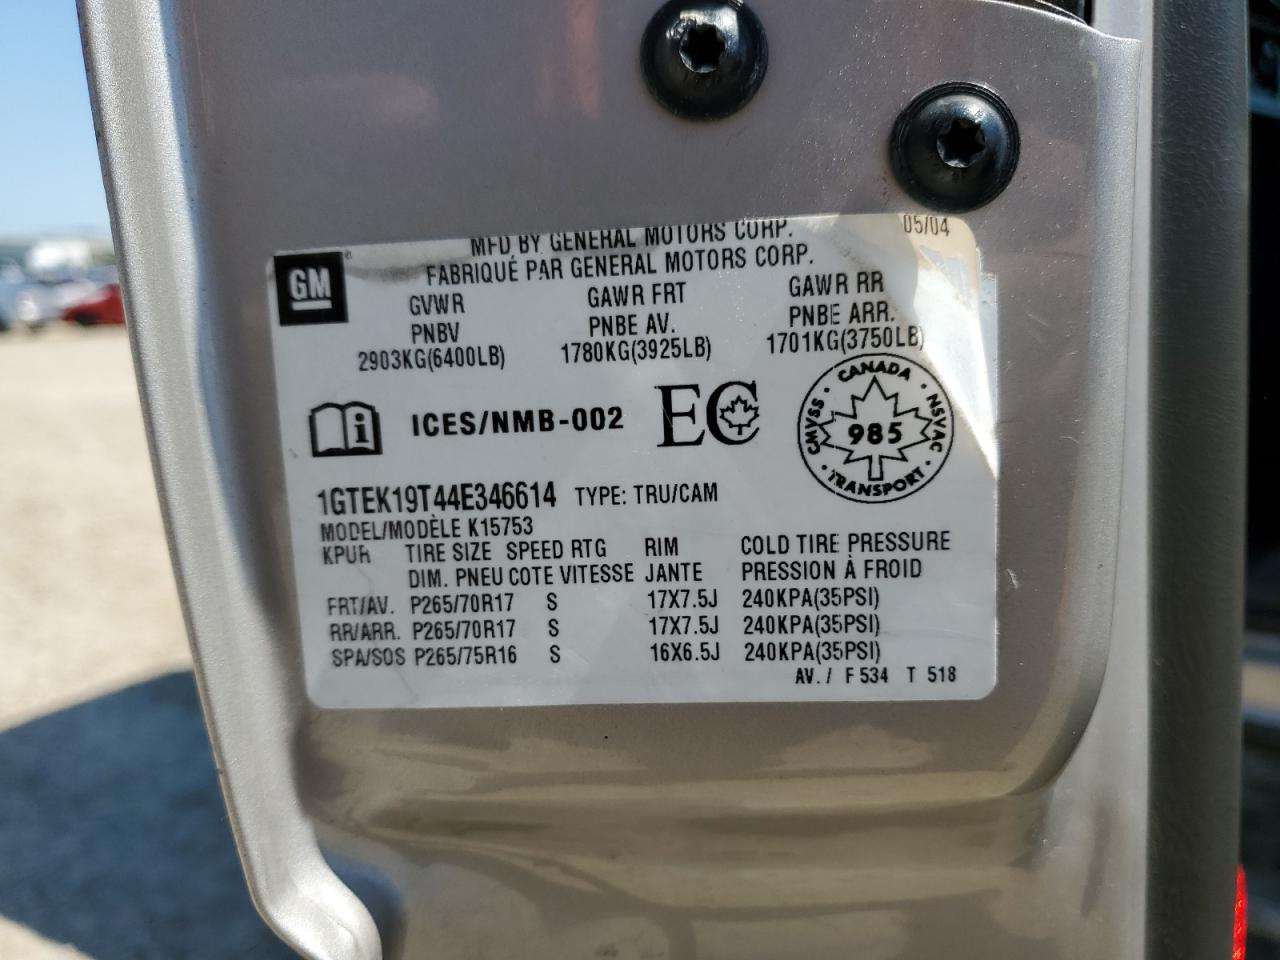 MFD BY GENERAL MOTORS CORP. 05/04
FABRIQUÉ PAR GENERAL MOTORS CORP.
GM
GVWR GAWR FRT GAWR RR
PNBV PNBE AV. PNBE ARR.
2903KG(6400LB) 1780KG(3925LB) 1701KG(3750LB)
ICES/NMB-002 EC
CANADA
CMVSS 985 NSVAC
TRANSPORT
1GTEK19T44E346614 TYPE: TRU/CAM
MODEL/MODÈLE K15753
KPUR TIRE SIZE SPEED RTG RIM COLD TIRE PRESSURE
DIM. PNEU COTE VITESSE JANTE PRESSION À FROID
FRT/AV. P265/70R17 S 17X7.5J 240KPA(35PSI)
RR/ARR. P265/70R17 S 17X7.5J 240KPA(35PSI)
SPA/SOS P265/75R16 S 16X6.5J 240KPA(35PSI)
AV./ F 534 T 518